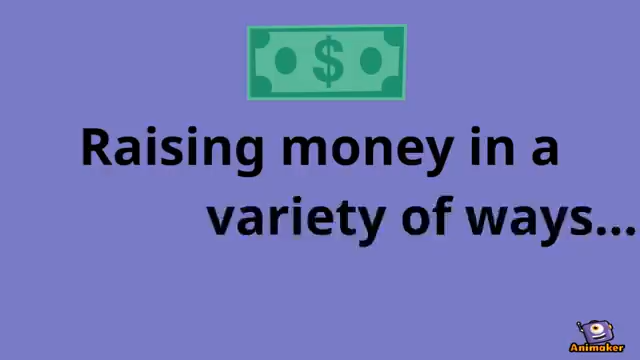 $
Raising money in a
variety of ways...
Animaker